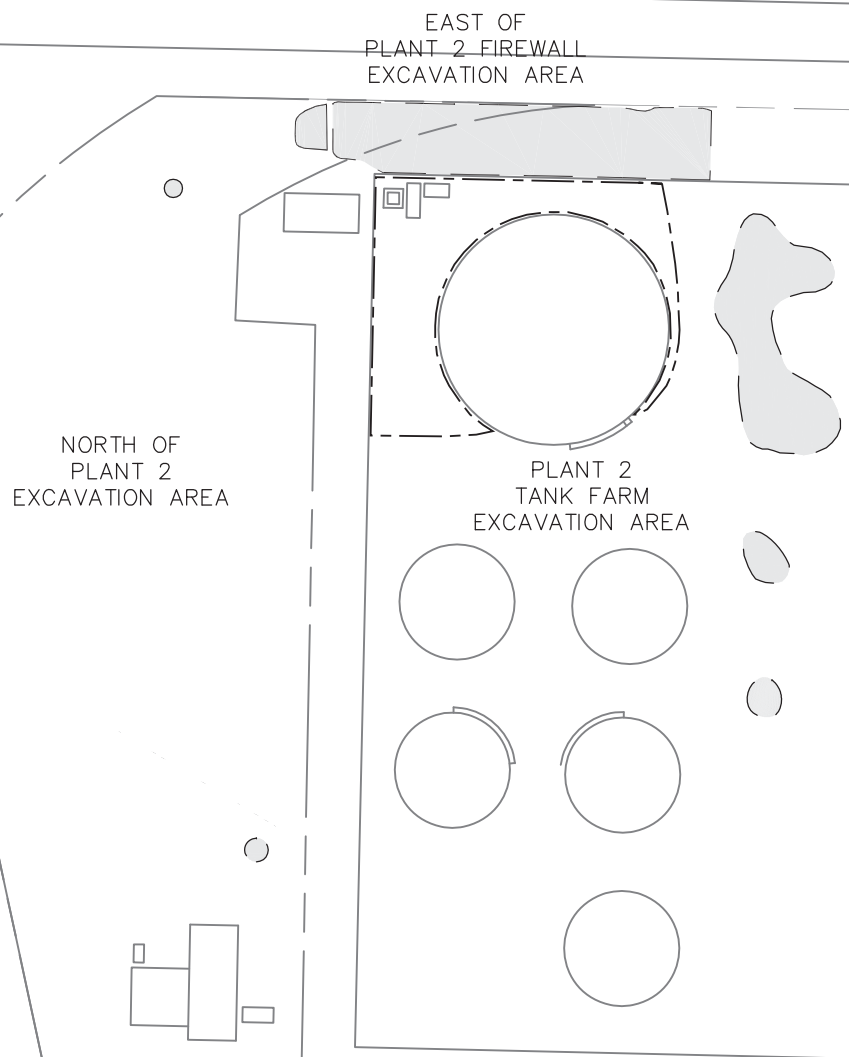 EAST OF
PLANT 2 FIREWALL
EXCAVATION AREA
NORTH OF
PLANT 2
EXCAVATION AREA
PLANT 2
TANK FARM
EXCAVATION AREA